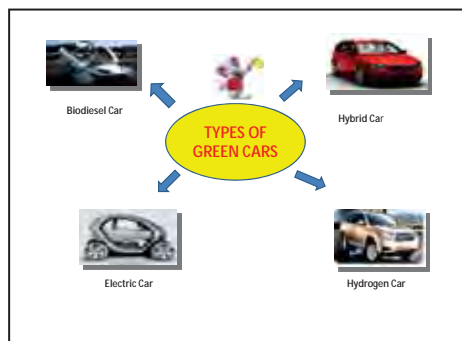 Biodiesel Car
Hybrid Car
TYPES OF
GREEN CARS
Electric Car
Hydrogen Car